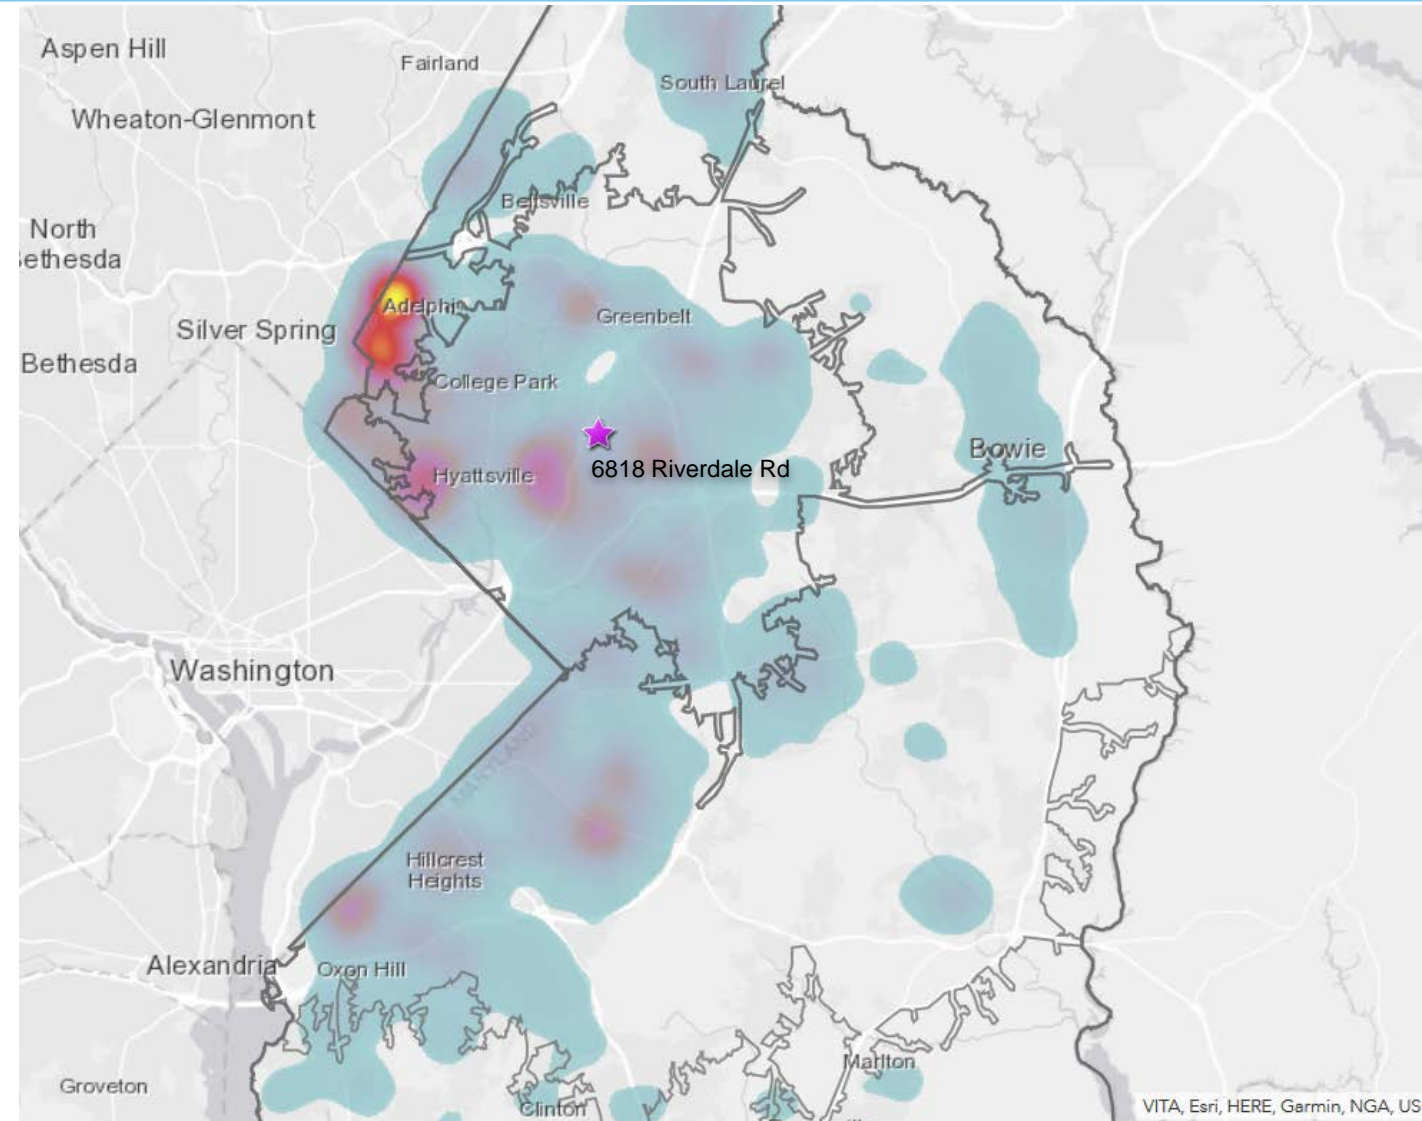 Aspen Hill
Fairland
South Laurel
Wheaton-Glenmont
Beltsville
North
ethesda
Adelphi
Greenbelt
Silver Spring
Bethesda
College Park
Bowie
6818 Riverdale Rd
Hyattsville
Washington
MARYLAND
Hillcrest
Heights
Alexandria
Oxon Hill
Marlton
Groveton
Clinton
VITA, Esri, HERE, Garmin, NGA, US